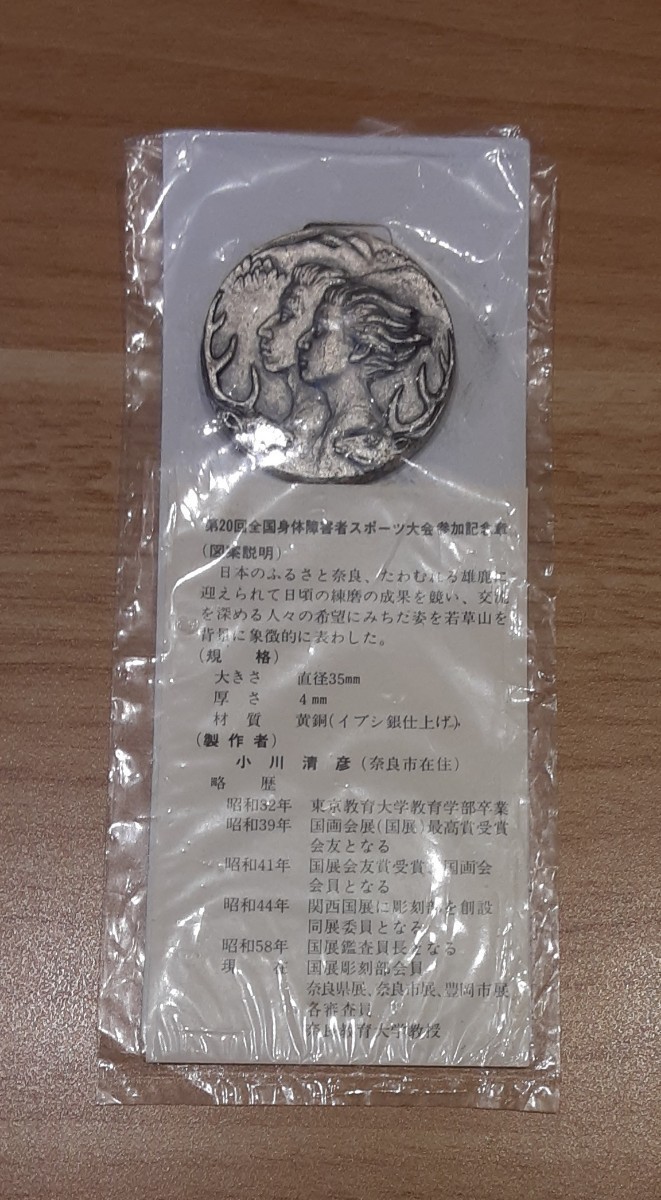 第20回全国身体障害者スポーツ大会参加記念章
(図案説明)
日本のふるさと奈良、たわむれる雄鹿に
迎えられて日頃の練磨の成果を競い、交流
を深める人々の希望にみちた姿を若草山を
背景に象徴的に表わした。
(規 格)
大きさ 直径35㎜
厚 さ 4㎜
材 質 黄銅(イブシ銀仕上げ)
(製作者)
小 川 清 彦(奈良市在住)
略 歴
昭和32年 東京教育大学教育学部卒業
昭和39年 国画会展(国展)最高賞受賞
会友となる
昭和41年 国展会友賞受賞、国画会
会員となる
昭和44年 関西国展に彫刻部を創設
同展委員となる
昭和58年 国展鑑査員長となる
現 在 国展彫刻部会員
奈良県展、奈良市展、豊岡市展
各審査員
奈良教育大学教授